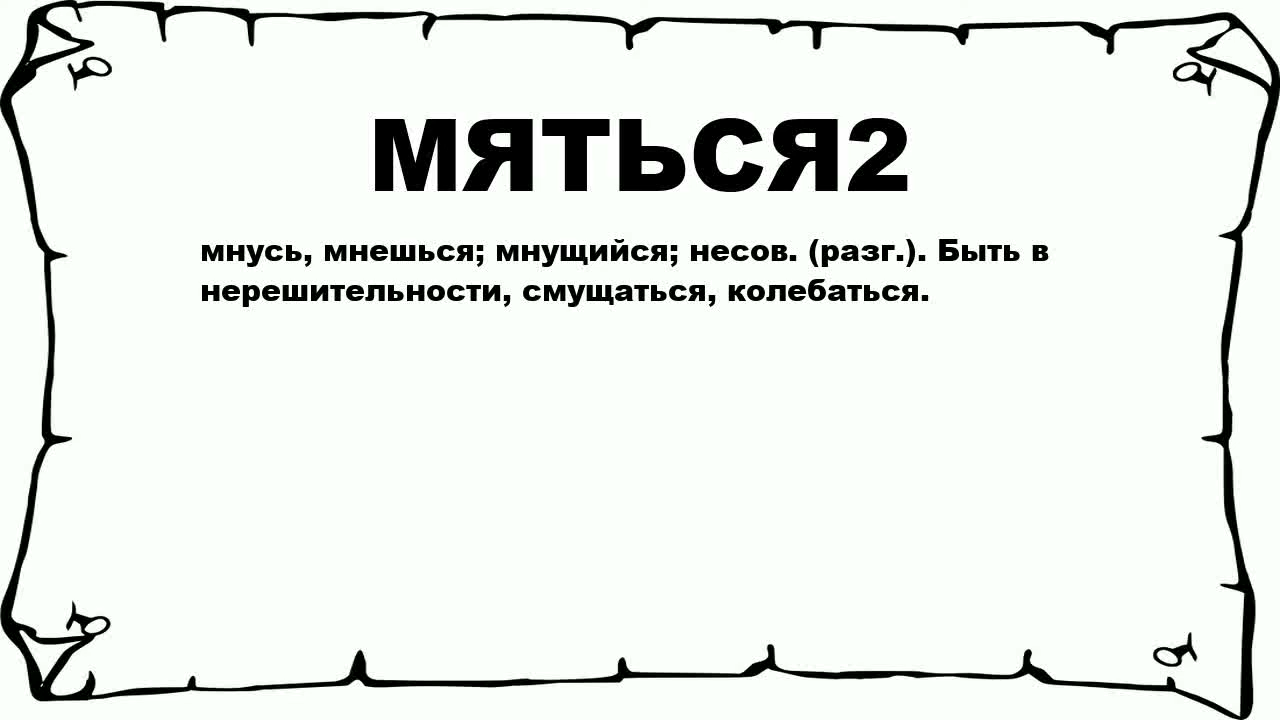 МЯТЬСЯ2
мнусь, мнешься; мнущийся; несов. (разг.). Быть в
нерешительности, смущаться, колебаться.